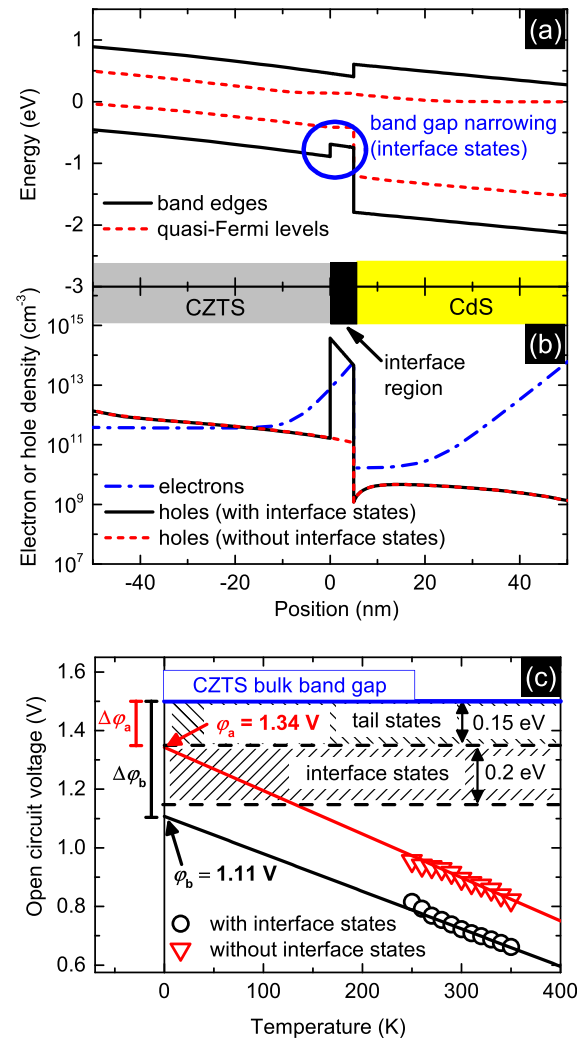 (a)
1
0
-1
-2
-3
Energy (eV)
band gap narrowing
(interface states)
band edges
quasi-Fermi levels
CZTS
CdS
(b)
10^15
10^13
10^11
10^9
10^7
Electron or hole density (cm^-3)
interface
region
electrons
holes (with interface states)
holes (without interface states)
-40
-20
0
20
40
Position (nm)
(c)
1.6
1.4
1.2
1.0
0.8
0.6
Open circuit voltage (V)
CZTS bulk band gap
Δφa
φa = 1.34 V
tail states
0.15 eV
Δφb
interface states
0.2 eV
φb = 1.11 V
with interface states
without interface states
0
100
200
300
400
Temperature (K)